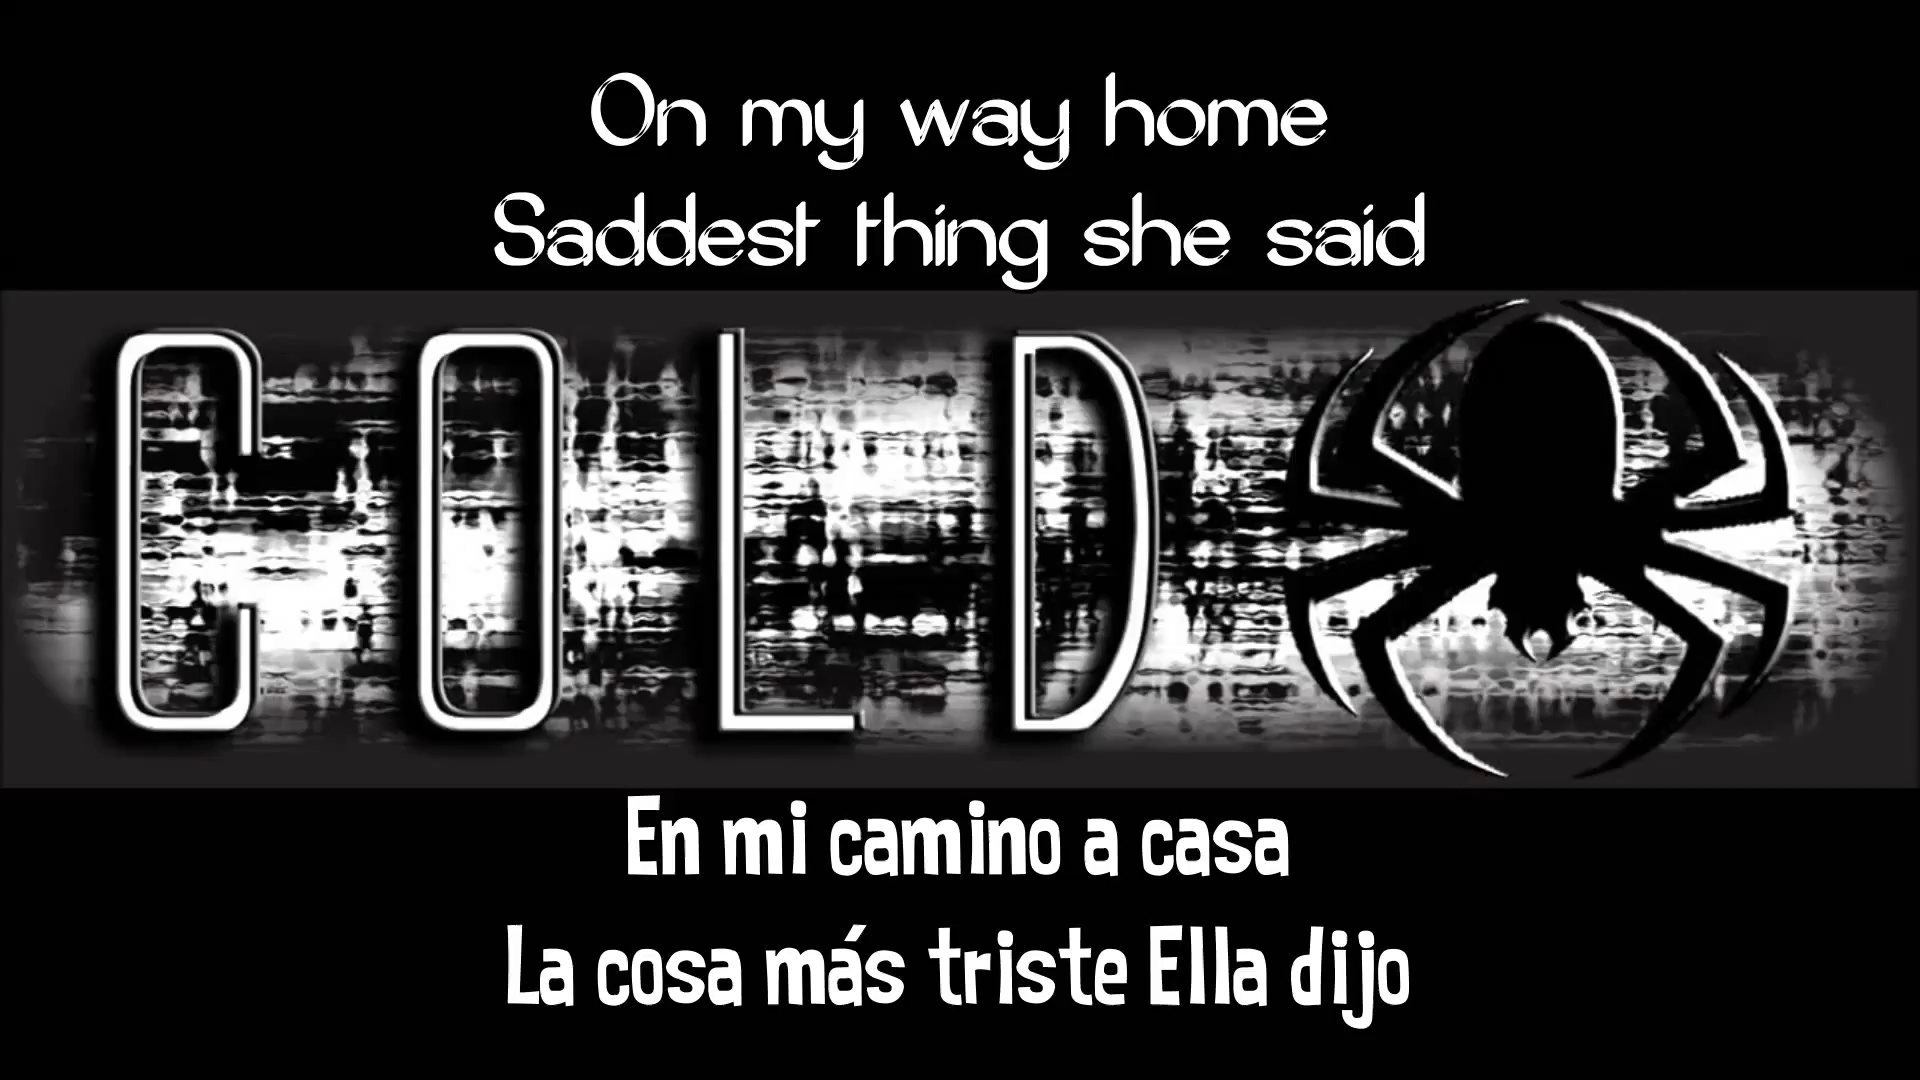 On my way home
Saddest thing she said
COLD
En mi camino a casa
La cosa más triste Ella dijo